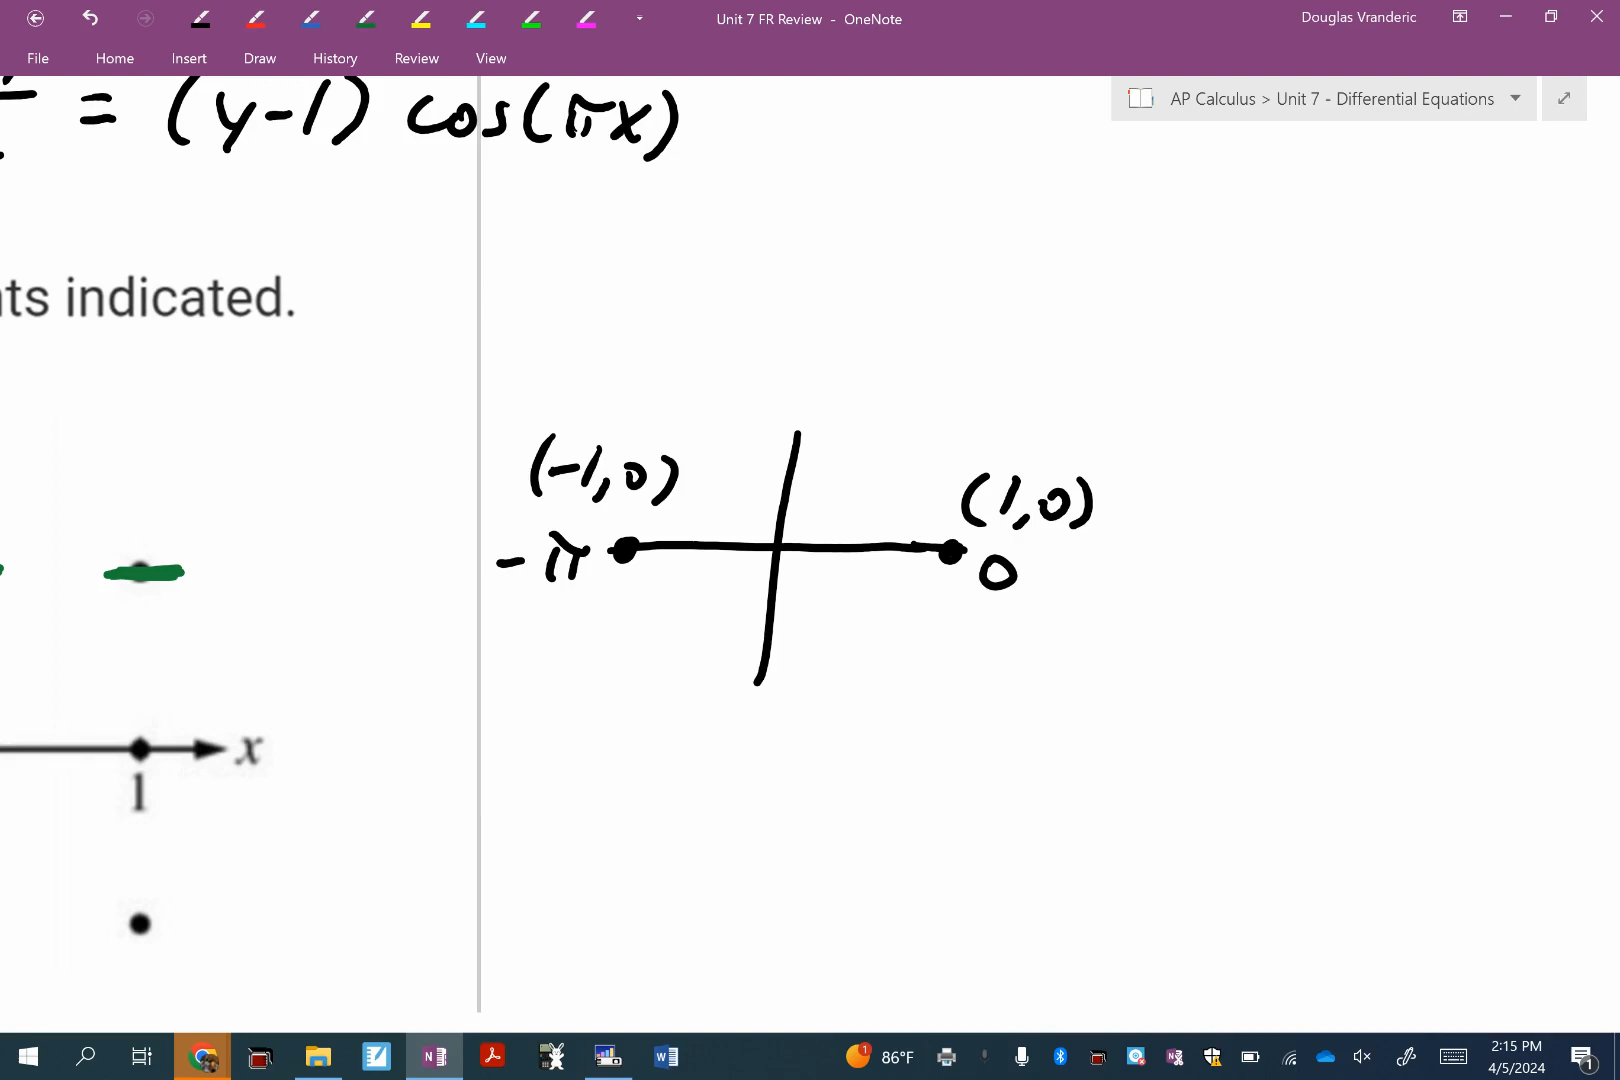 Unit 7 FR Review - OneNote
Douglas Vranderic
File Home Insert Draw History Review View
AP Calculus > Unit 7 - Differential Equations
= (y-1) cos(πx)
nts indicated.
(-1,0)
(1,0)
-π
0
x
1
86°F
2:15 PM
4/5/2024